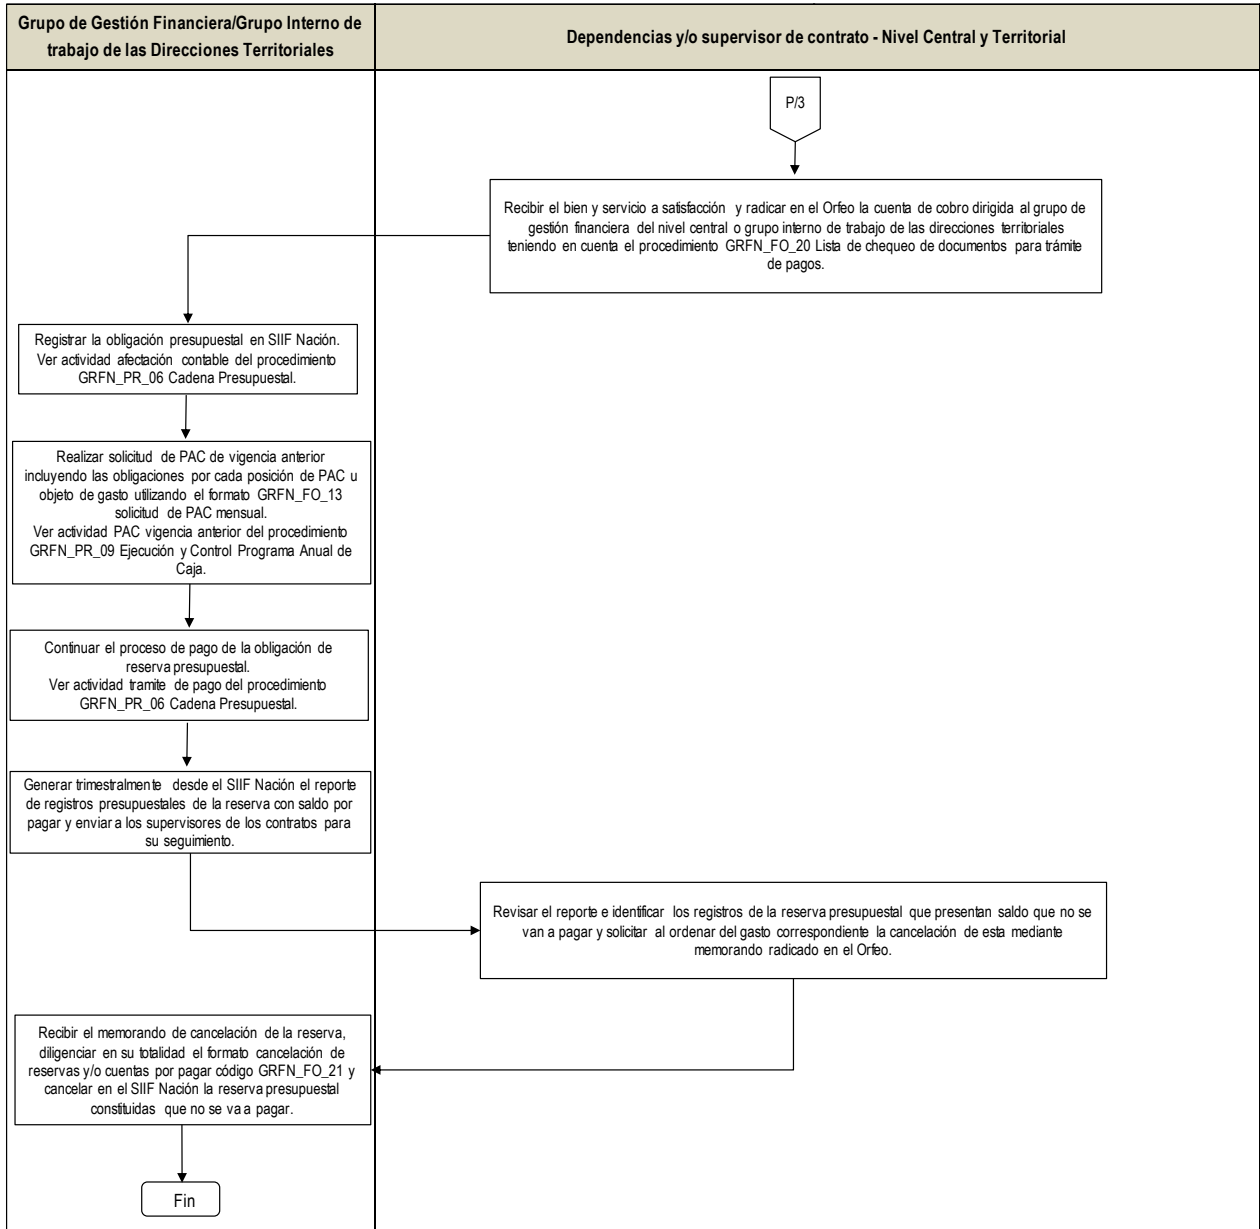 Grupo de Gestión Financiera/Grupo Interno de
trabajo de las Direcciones Territoriales
Dependencias y/o supervisor de contrato - Nivel Central y Territorial
P/3
Recibir el bien y servicio a satisfacción y radicar en el Orfeo la cuenta de cobro dirigida al grupo de
gestión financiera del nivel central o grupo interno de trabajo de las direcciones territoriales
teniendo en cuenta el procedimiento GRFN_FO_20 Lista de chequeo de documentos para trámite
de pagos.
Registrar la obligación presupuestal en SIIF Nación.
Ver actividad afectación contable del procedimiento
GRFN_PR_06 Cadena Presupuestal.
Realizar solicitud de PAC de vigencia anterior
incluyendo las obligaciones por cada posición de PAC u
objeto de gasto utilizando el formato GRFN_FO_13
solicitud de PAC mensual.
Ver actividad PAC vigencia anterior del procedimiento
GRFN_PR_09 Ejecución y Control Programa Anual de
Caja.
Continuar el proceso de pago de la obligación de
reserva presupuestal.
Ver actividad tramite de pago del procedimiento
GRFN_PR_06 Cadena Presupuestal.
Generar trimestralmente desde el SIIF Nación el reporte
de registros presupuestales de la reserva con saldo por
pagar y enviar a los supervisores de los contratos para
su seguimiento.
Revisar el reporte e identificar los registros de la reserva presupuestal que presentan saldo que no se
van a pagar y solicitar al ordenar del gasto correspondiente la cancelación de esta mediante
memorando radicado en el Orfeo.
Recibir el memorando de cancelación de la reserva,
diligenciar en su totalidad el formato cancelación de
reservas y/o cuentas por pagar código GRFN_FO_21 y
cancelar en el SIIF Nación la reserva presupuestal
constituidas que no se va a pagar.
Fin